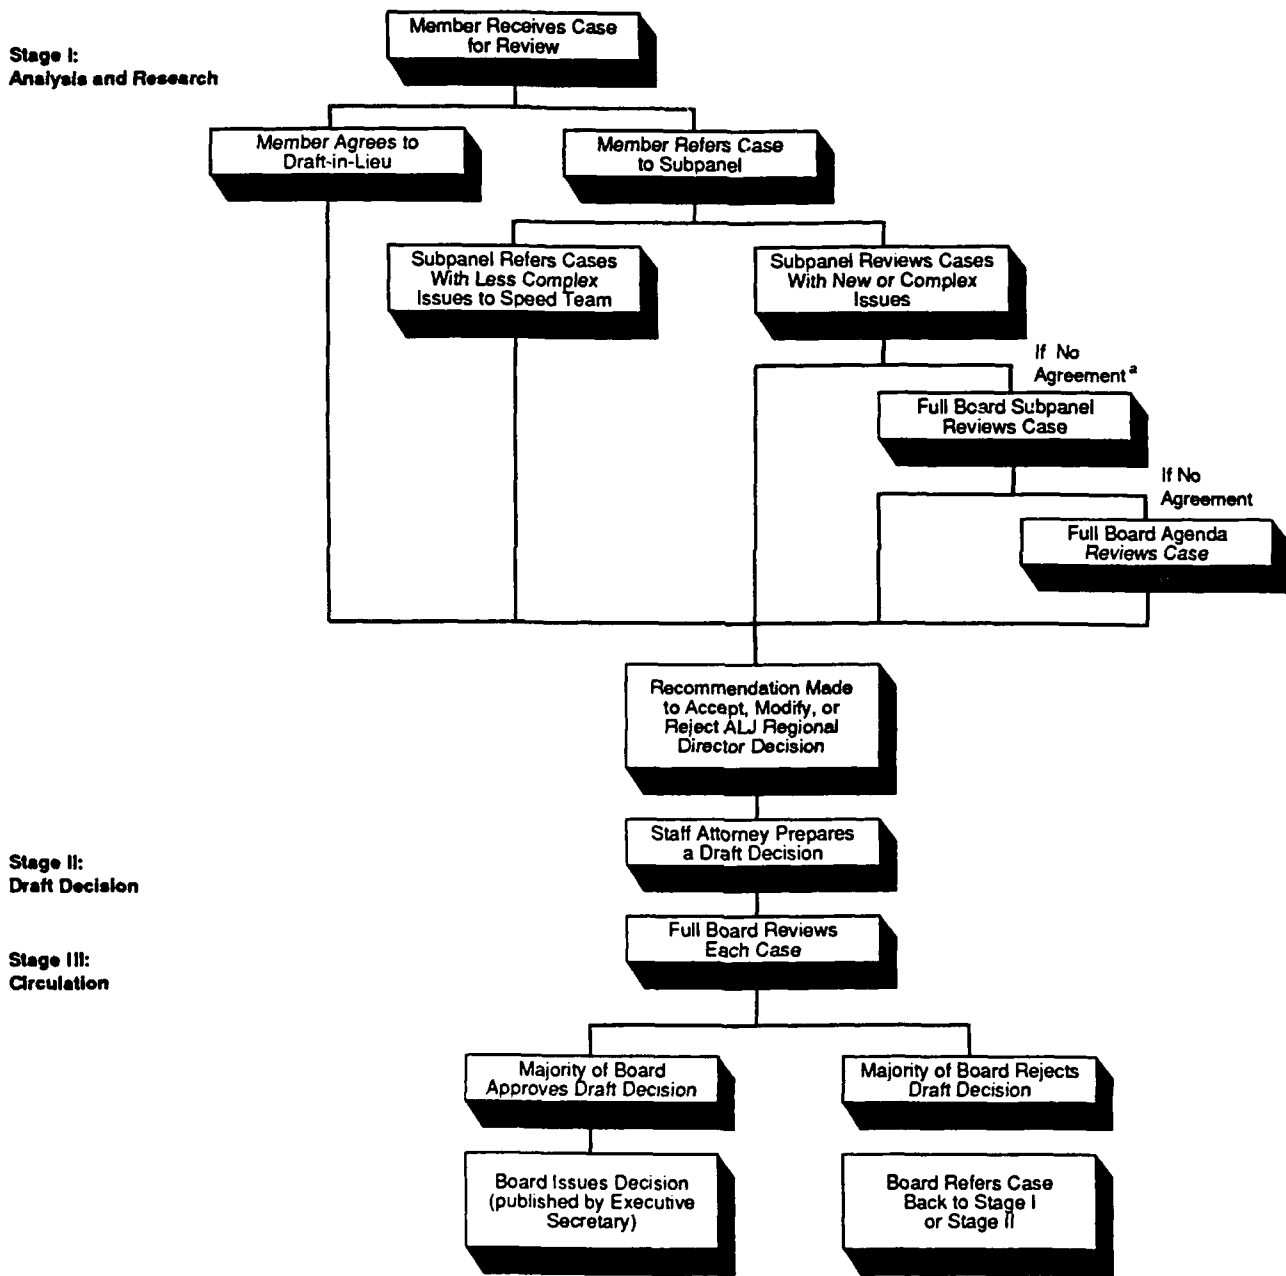 Stage I:
Analysis and Research
Member Receives Case
for Review
Member Agrees to
Draft-in-Lieu
Member Refers Case
to Subpanel
Subpanel Refers Cases
With Less Complex
Issues to Speed Team
Subpanel Reviews Cases
With New or Complex
Issues
If No
Agreement a
Full Board Subpanel
Reviews Case
If No
Agreement
Full Board Agenda
Reviews Case
Recommendation Made
to Accept, Modify, or
Reject ALJ Regional
Director Decision
Stage II:
Draft Decision
Staff Attorney Prepares
a Draft Decision
Stage III:
Circulation
Full Board Reviews
Each Case
Majority of Board
Approves Draft Decision
Majority of Board Rejects
Draft Decision
Board Issues Decision
(published by Executive
Secretary)
Board Refers Case
Back to Stage I
or Stage II